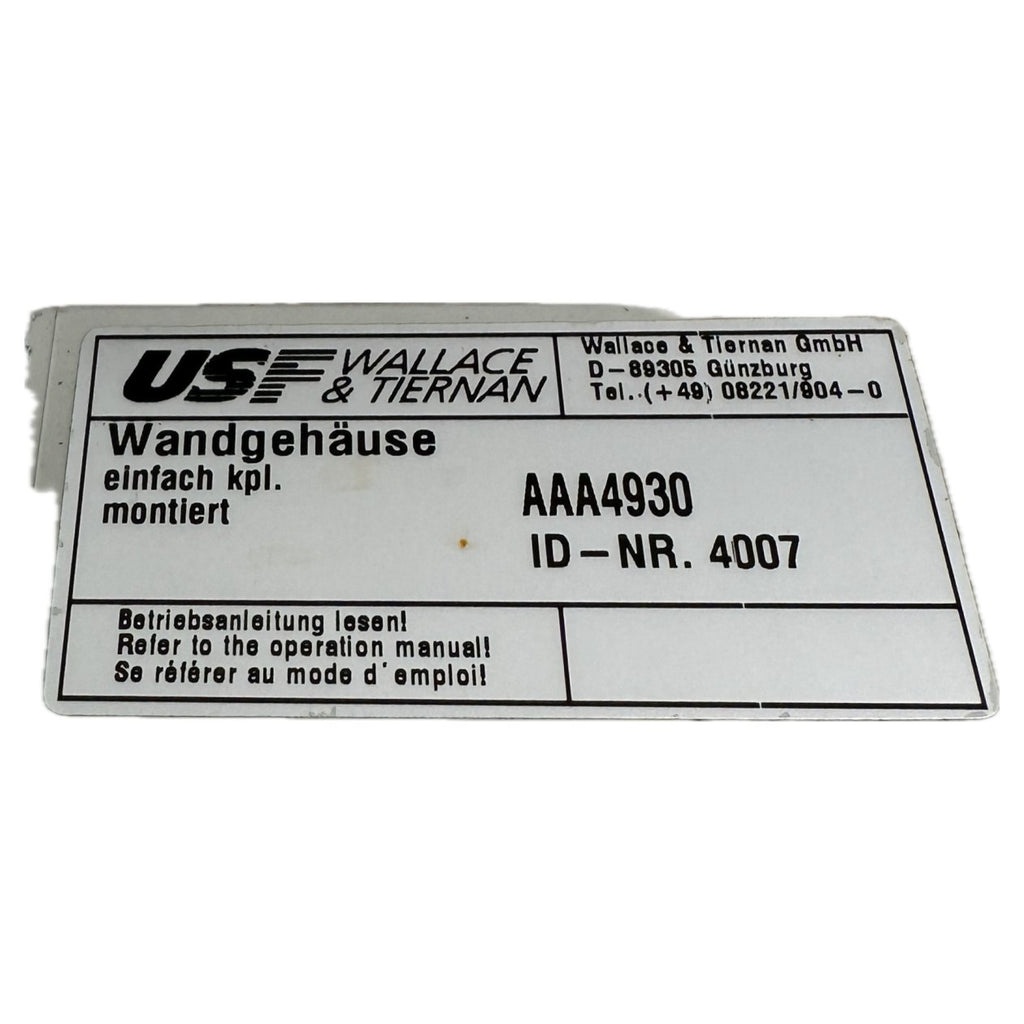 USF WALLACE & TIERNAN
Wallace & Tiernan GmbH
D-89305 Günzburg
Tel..(+49) 08221/904-0
Wandgehäuse
einfach kpl.
montiert
AAA4930
ID-NR. 4007
Betriebsanleitung lesen!
Refer to the operation manual!
Se référer au mode d'emploi!